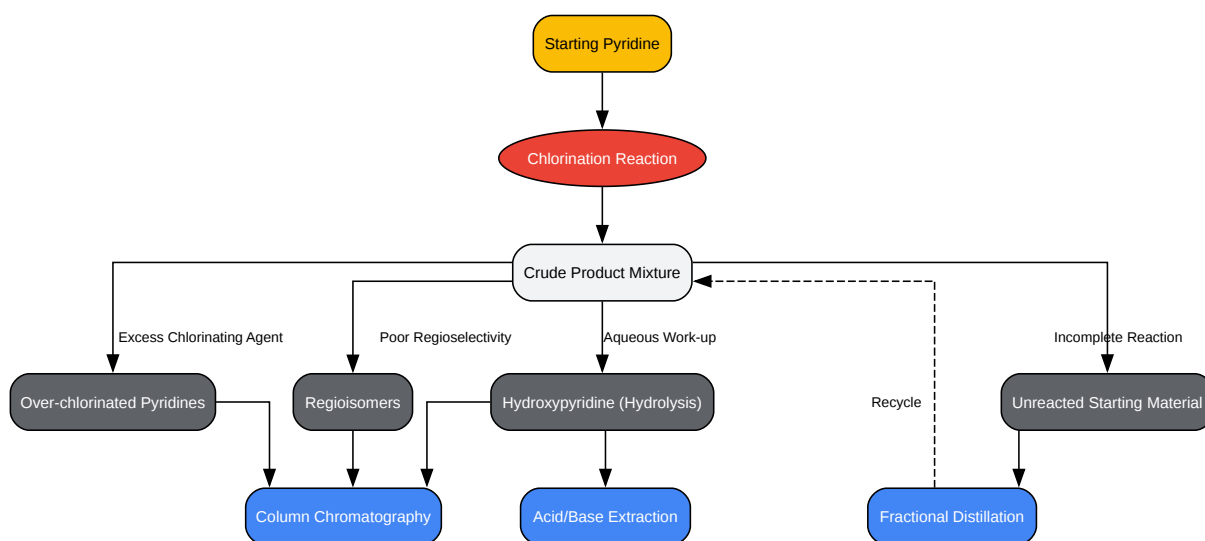 Starting Pyridine
Chlorination Reaction
Crude Product Mixture
Excess Chlorinating Agent
Poor Regioselectivity
Aqueous Work-up
Incomplete Reaction
Over-chlorinated Pyridines
Regioisomers
Hydroxypyridine (Hydrolysis)
Recycle
Unreacted Starting Material
Column Chromatography
Acid/Base Extraction
Fractional Distillation